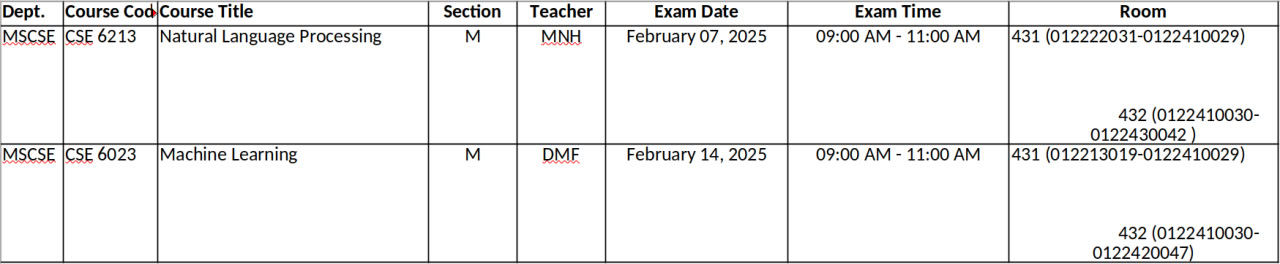 Dept. Course Cod Course Title Section Teacher Exam Date Exam Time Room
MSCSE CSE 6213 Natural Language Processing M MNH February 07, 2025 09:00 AM - 11:00 AM 431 (012222031-0122410029)
432 (0122410030-
0122430042 )
MSCSE CSE 6023 Machine Learning M DMF February 14, 2025 09:00 AM - 11:00 AM 431 (012213019-0122410029)
432 (0122410030-
0122420047)